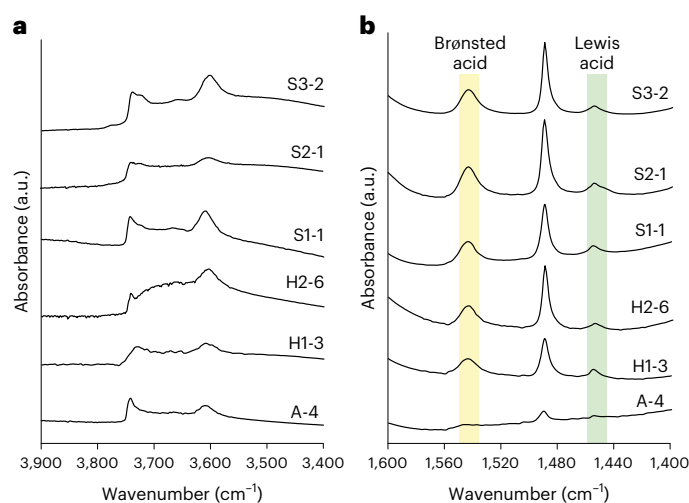 a
S3-2
S2-1
S1-1
H2-6
H1-3
A-4
Absorbance (a.u.)
3,900 3,800 3,700 3,600 3,500 3,400
Wavenumber (cm⁻¹)
b
Brønsted
acid
Lewis
acid
S3-2
S2-1
S1-1
H2-6
H1-3
A-4
Absorbance (a.u.)
1,600 1,560 1,520 1,480 1,440 1,400
Wavenumber (cm⁻¹)